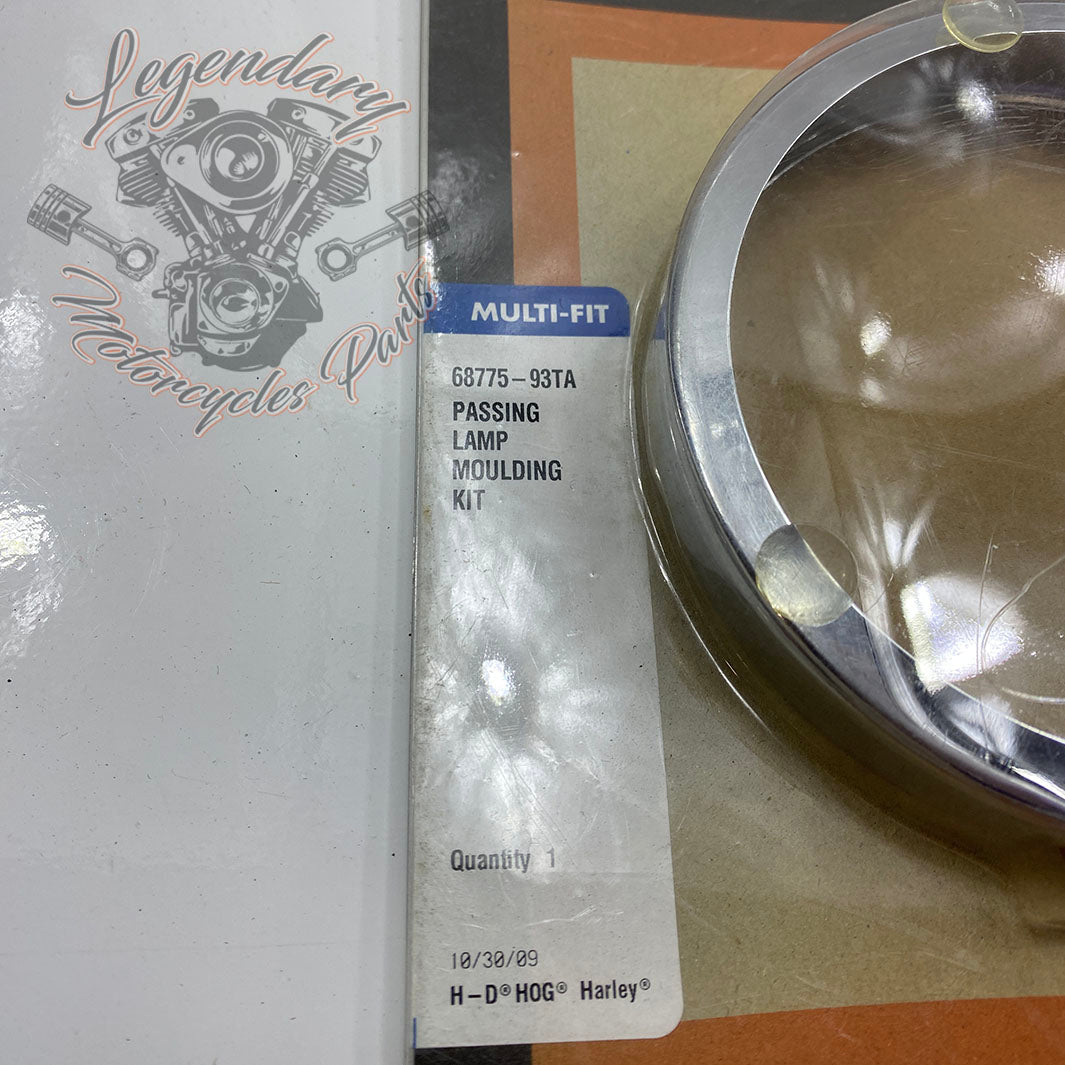 Legendary
Motorcycles Parts
MULTI-FIT
68775-93TA
PASSING
LAMP
MOULDING
KIT
Quantity 1
10/30/09
H-D® HOG® Harley®